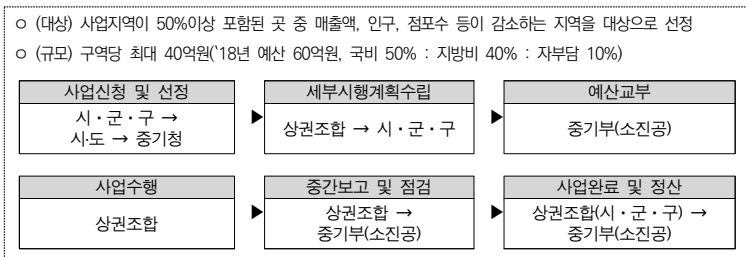 ○ (대상) 사업지역이 50%이상 포함된 곳 중 매출액, 인구, 점포수 등이 감소하는 지역을 대상으로 선정
○ (규모) 구역당 최대 40억원(‘18년 예산 60억원, 국비 50% : 지방비 40% : 자부담 10%)
사업신청 및 선정
시・군・구 →
시·도 → 중기청
▶
세부시행계획수립
상권조합 → 시・군・구
▶
예산교부
중기부(소진공)
사업수행
상권조합
▶
중간보고 및 점검
상권조합 →
중기부(소진공)
▶
사업완료 및 정산
상권조합(시・군・구) →
중기부(소진공)